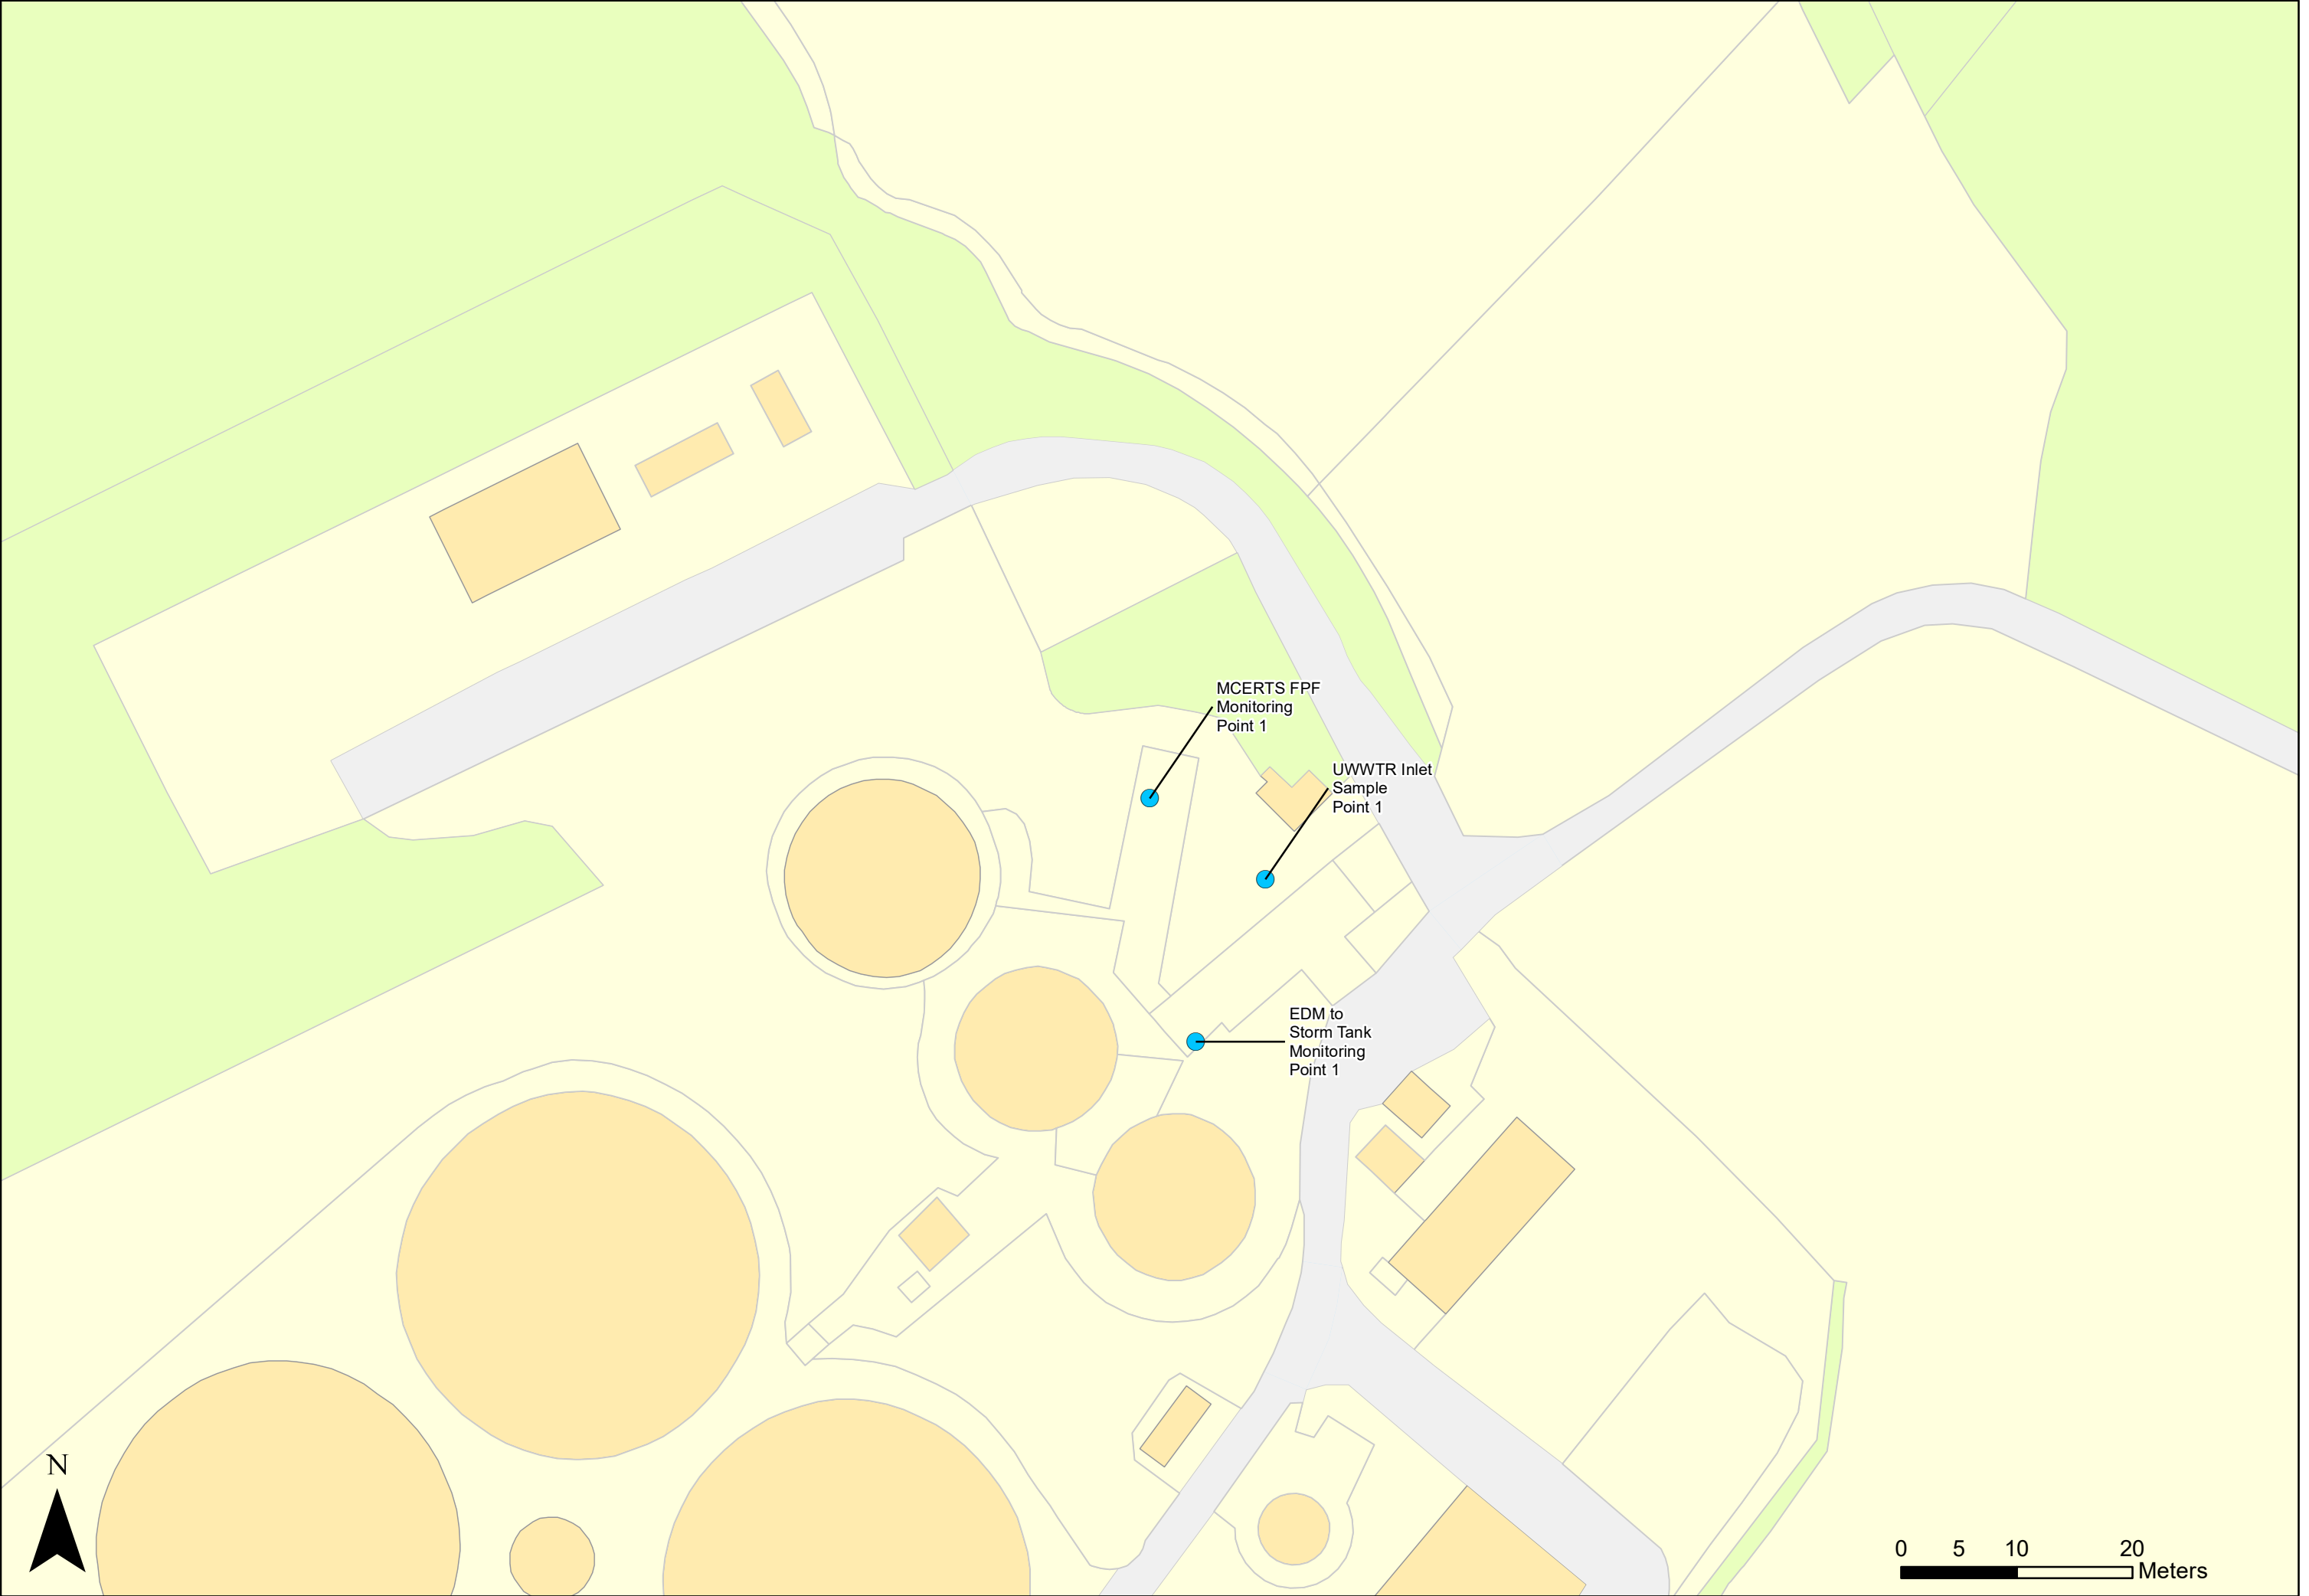 MCERTS FPF
Monitoring
Point 1
UWWTR Inlet
Sample
Point 1
EDM to
Storm Tank
Monitoring
Point 1
N
0 5 10 20
Meters